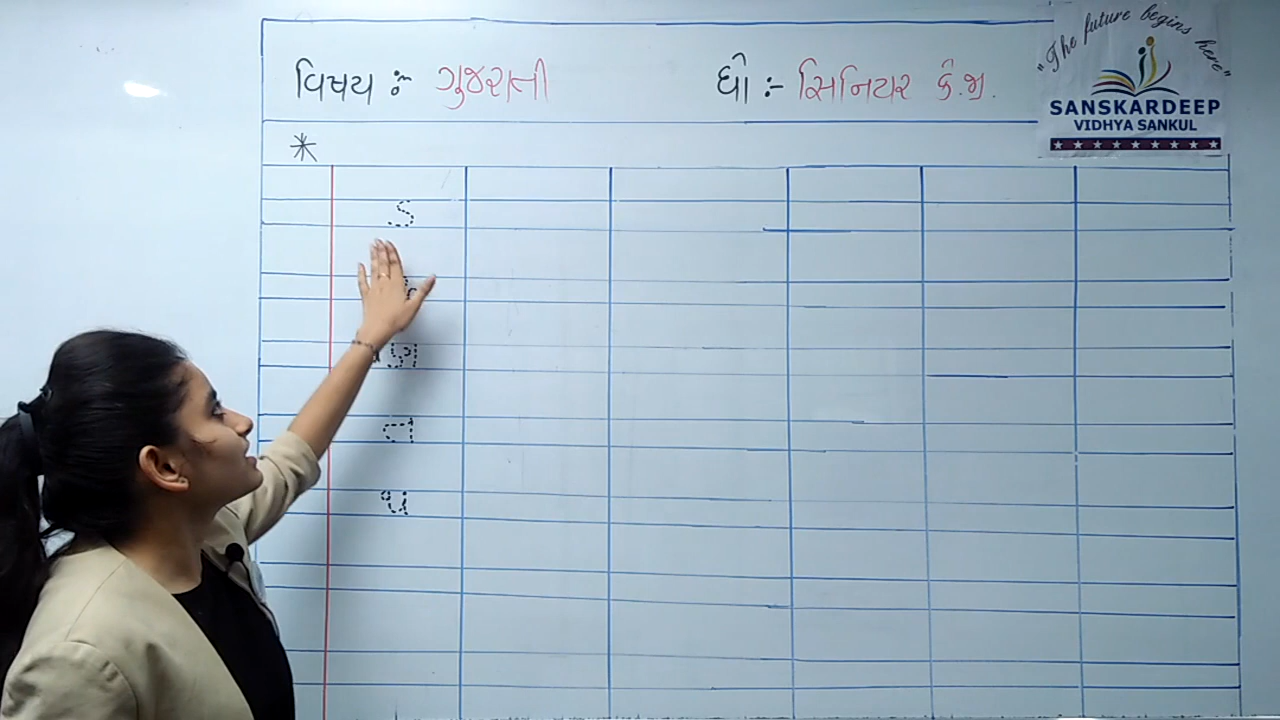 "The future begins here"
SANSKARDEEP
VIDHYA SANKUL
વિષય :- ગુજરાતી ધો :- સિનિયર કે.જી.
*
ડ
ણ
ત
થ